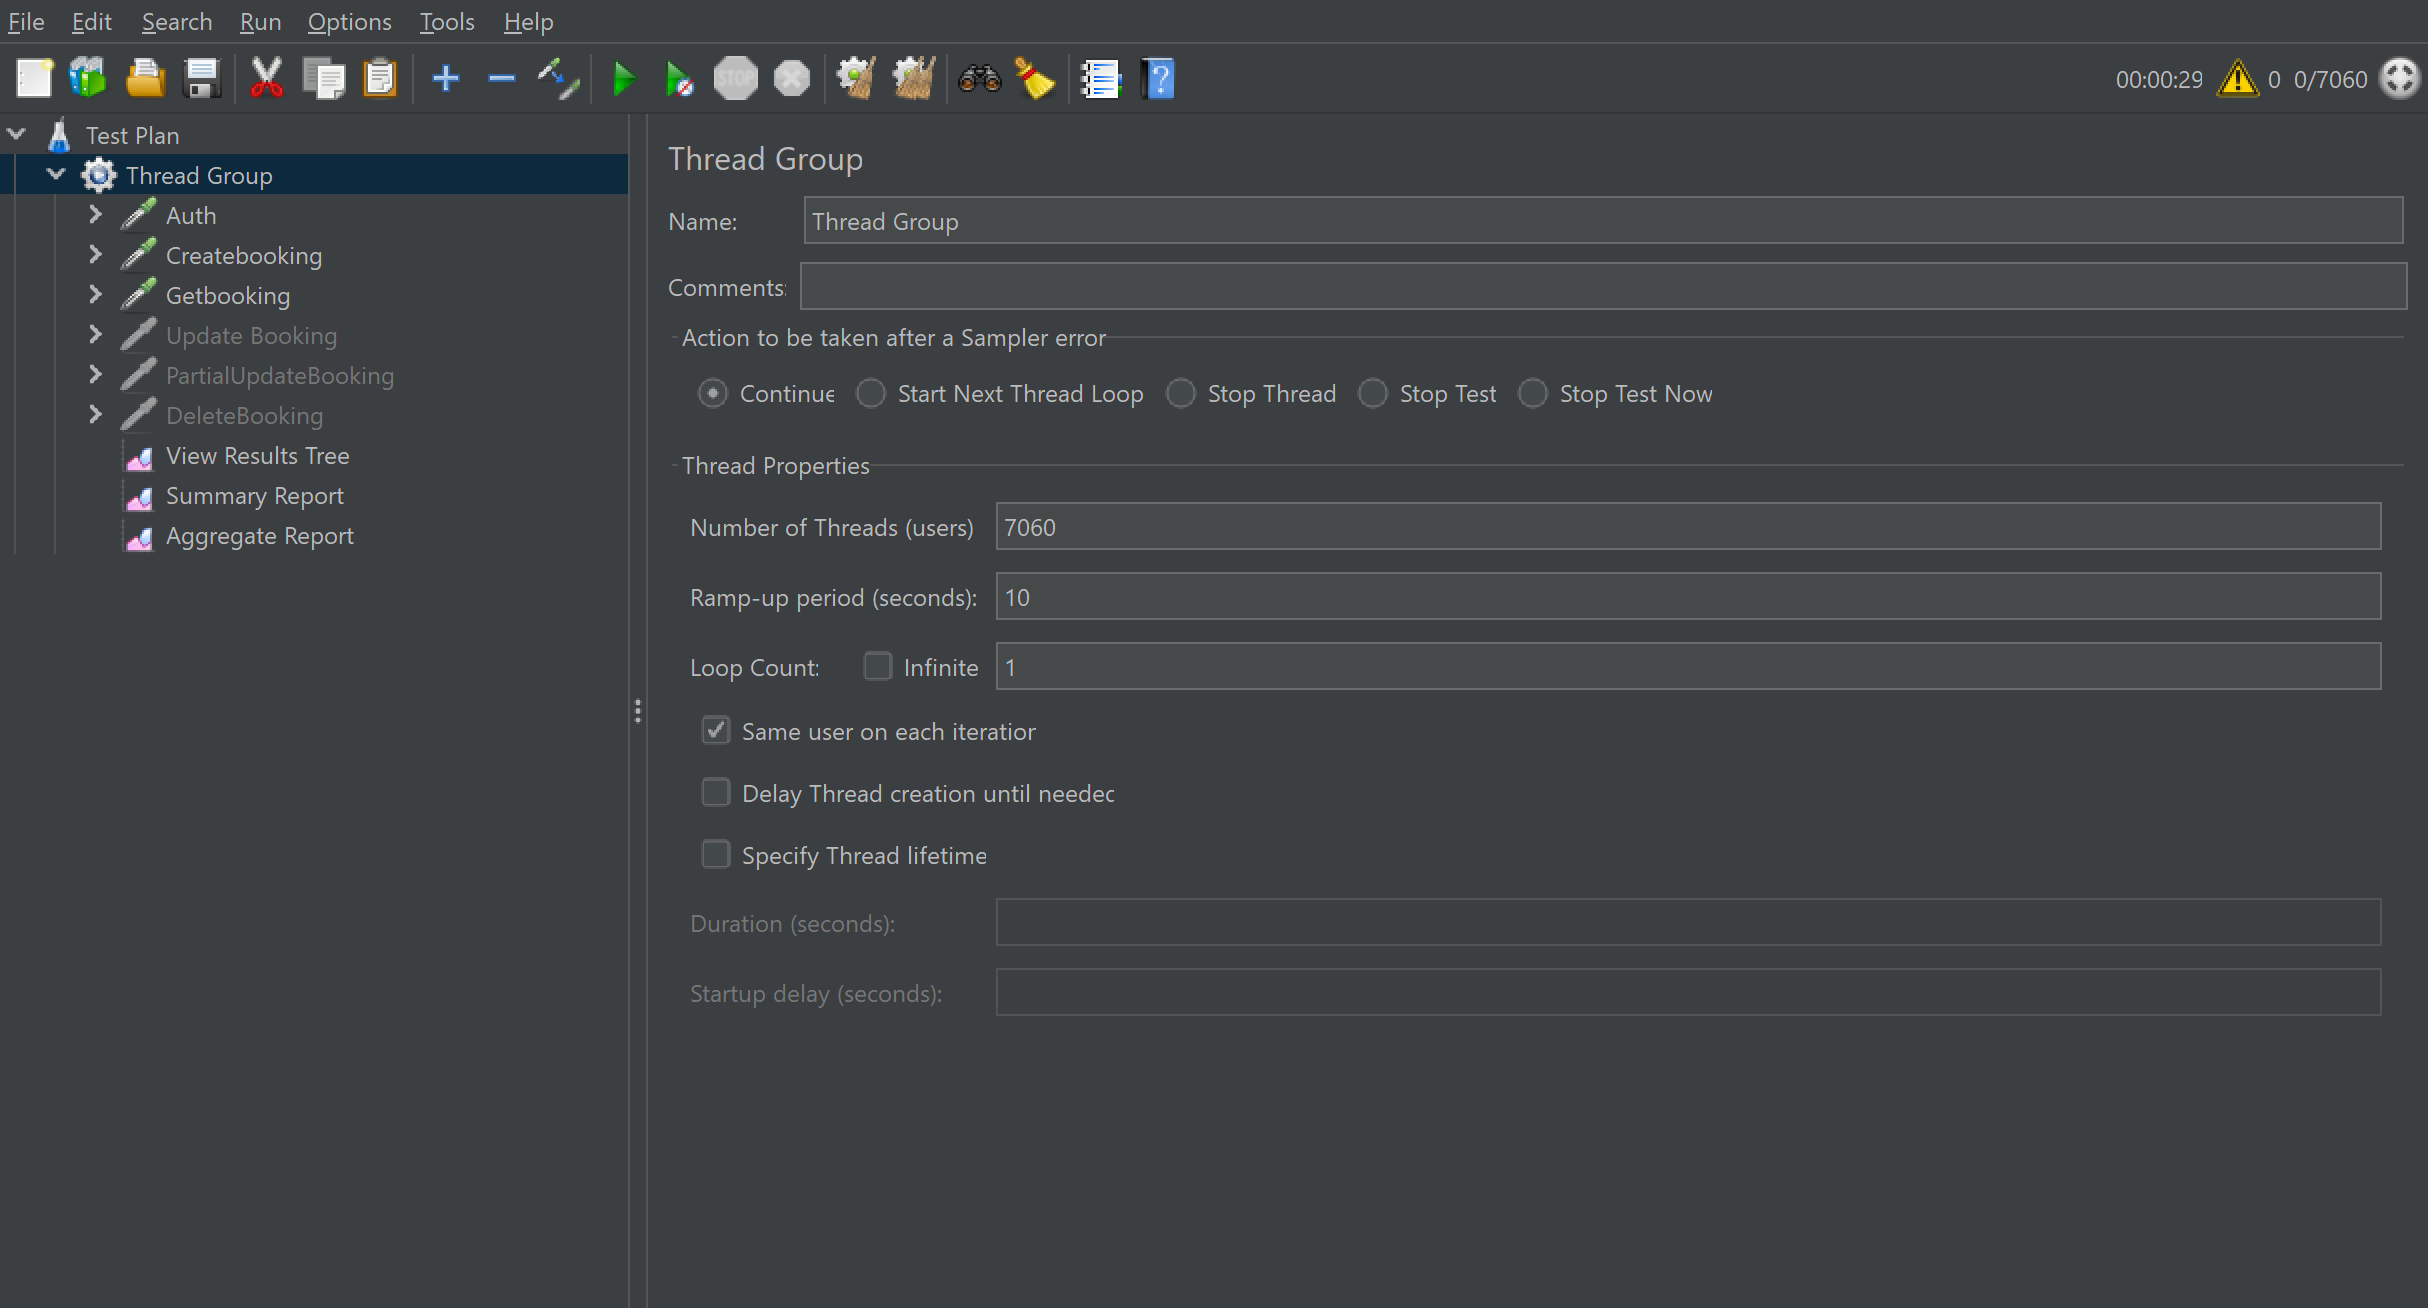 File Edit Search Run Options Tools Help
STOP
00:00:29 0 0/7060
Test Plan
Thread Group
Auth
Createbooking
Getbooking
Update Booking
PartialUpdateBooking
DeleteBooking
View Results Tree
Summary Report
Aggregate Report
Thread Group
Name: Thread Group
Comments:
Action to be taken after a Sampler error
Continue Start Next Thread Loop Stop Thread Stop Test Stop Test Now
Thread Properties
Number of Threads (users) 7060
Ramp-up period (seconds): 10
Loop Count: Infinite 1
Same user on each iteration
Delay Thread creation until needed
Specify Thread lifetime
Duration (seconds):
Startup delay (seconds):